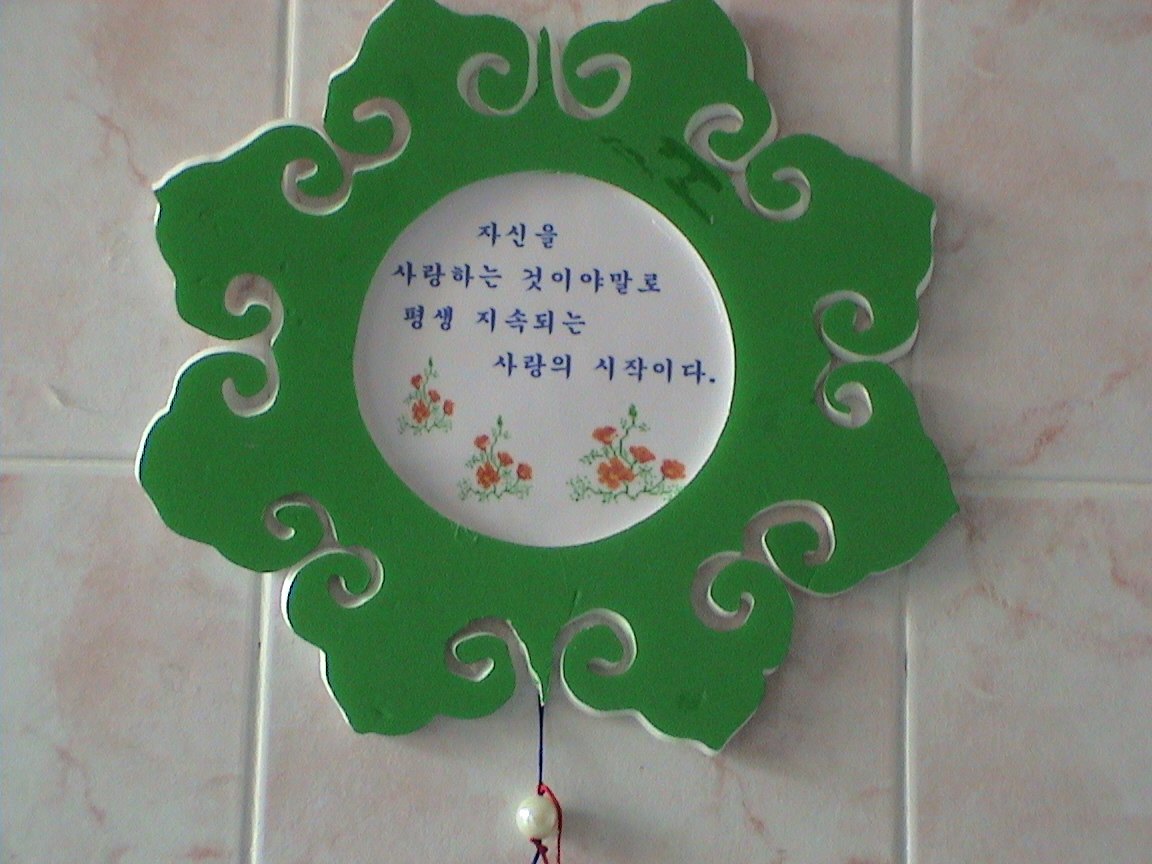 자신을
사랑하는 것이야말로
평생 지속되는
사랑의 시작이다.